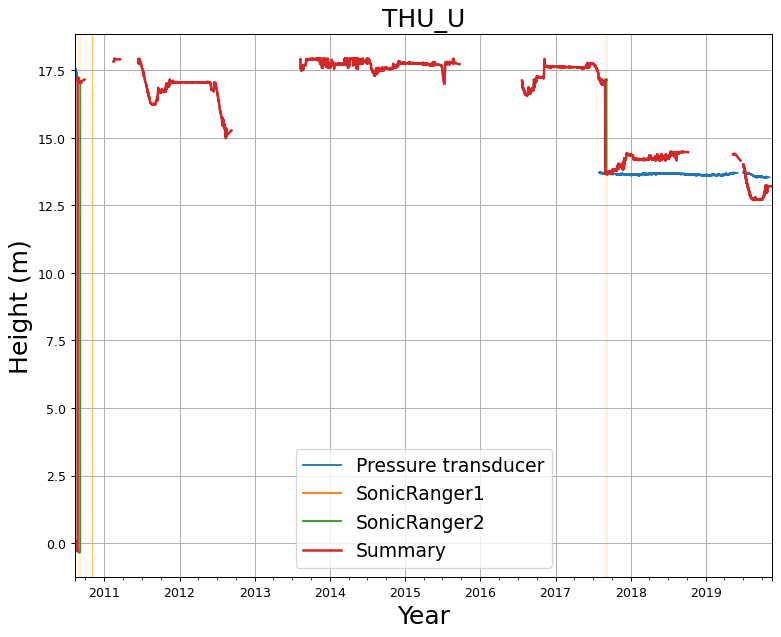 THU_U
Height (m)
17.5
15.0
12.5
10.0
7.5
5.0
2.5
0.0
Pressure transducer
SonicRanger1
SonicRanger2
Summary
2011 2012 2013 2014 2015 2016 2017 2018 2019
Year